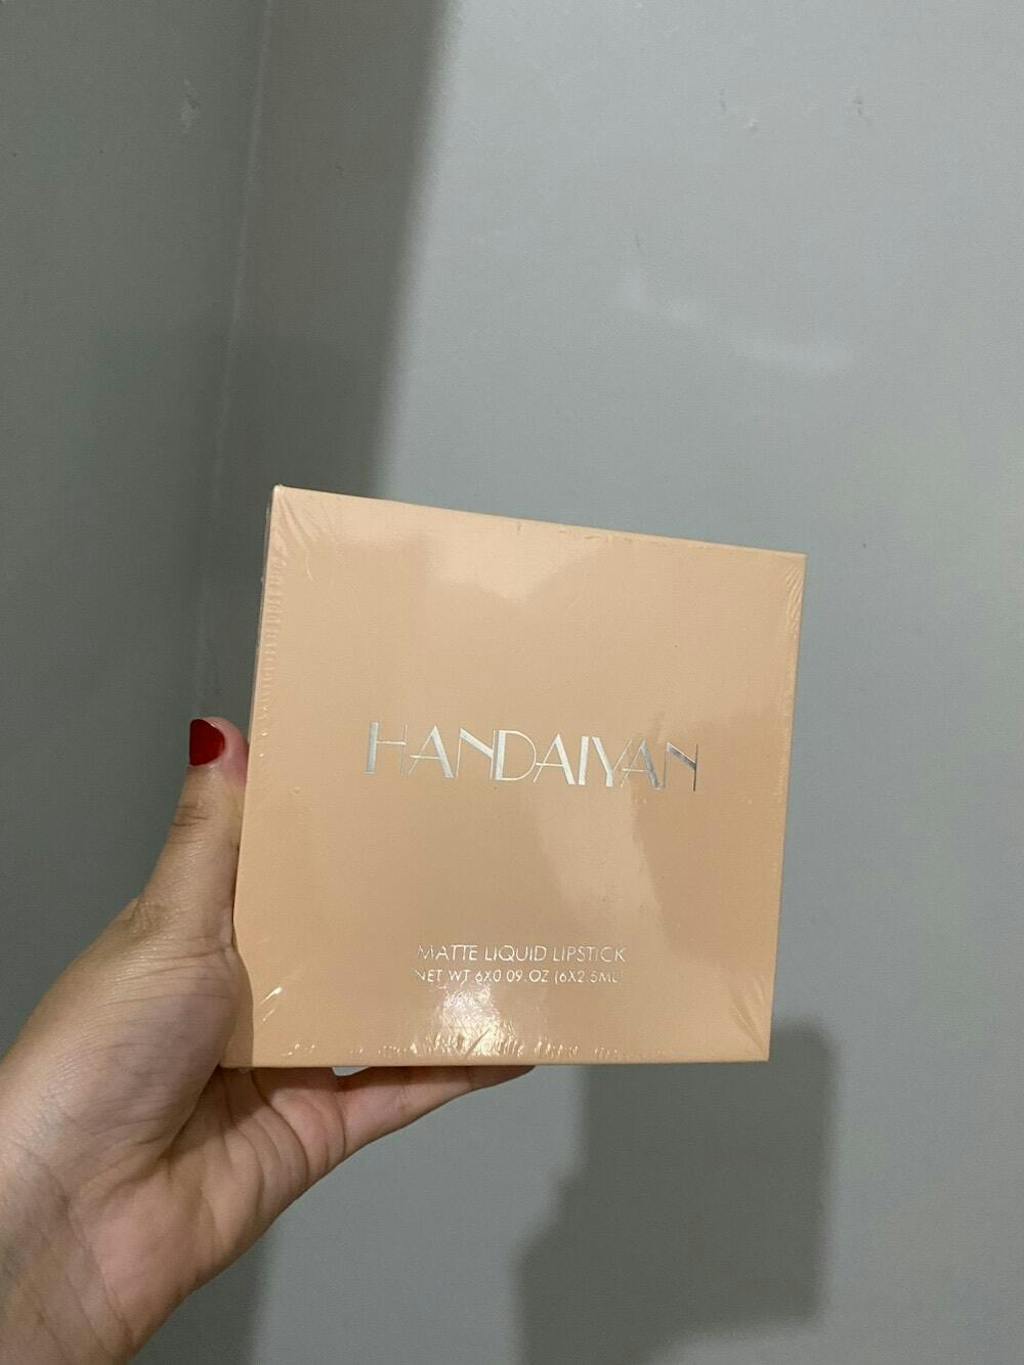 HANDAIYAN
MATTE LIQUID LIPSTICK
NET WT 6X0.09.OZ (6X2.5ML)